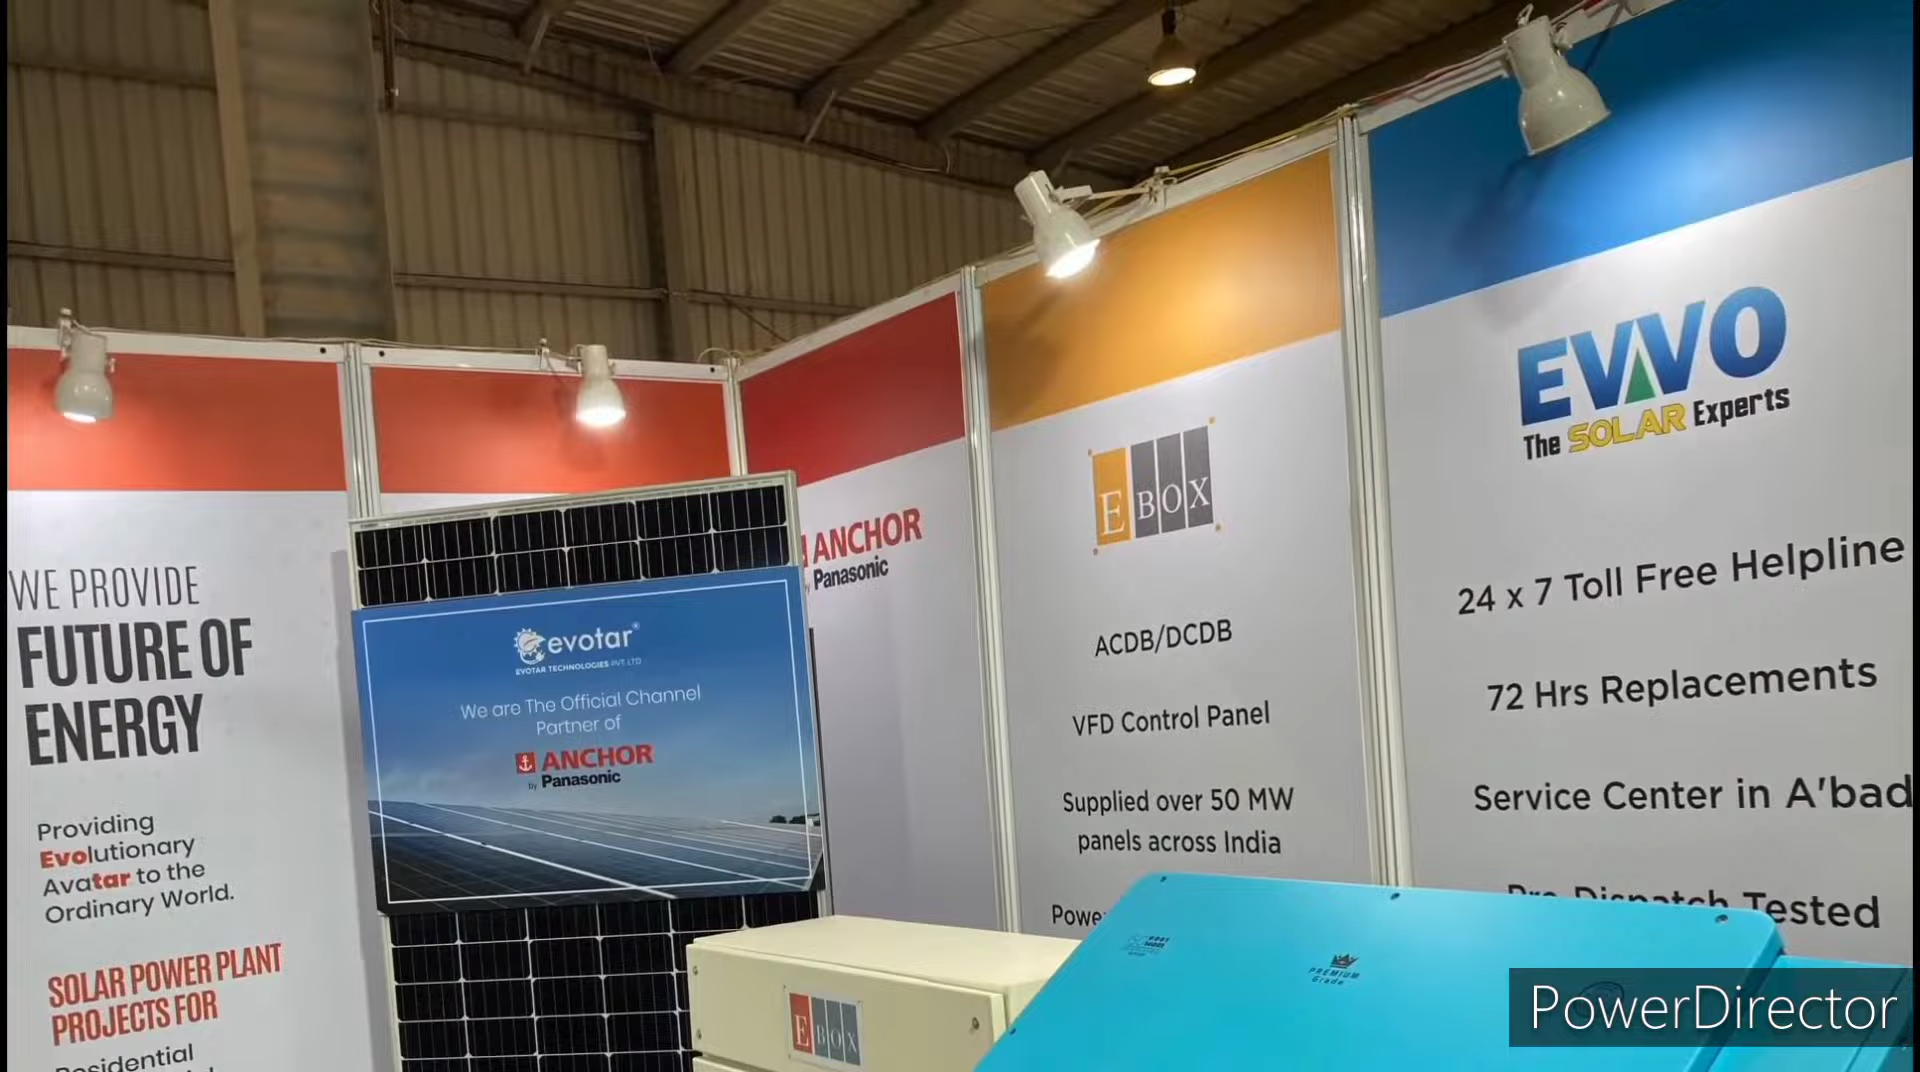 WE PROVIDE
FUTURE OF
ENERGY
Providing
Evolutionary
Avatar to the
Ordinary World.
SOLAR POWER PLANT
PROJECTS FOR
Residential
evotar®
EVOTAR TECHNOLOGIES PVT. LTD
We are The Official Channel
Partner of
ANCHOR
by Panasonic
ANCHOR
by Panasonic
EBOX
ACDB/DCDB
VFD Control Panel
Supplied over 50 MW
panels across India
EVVO
The SOLAR Experts
24 x 7 Toll Free Helpline
72 Hrs Replacements
Service Center in A'bad
Pre-Dispatch Tested
EBOX
PREMIUM
Grade
PowerDirector